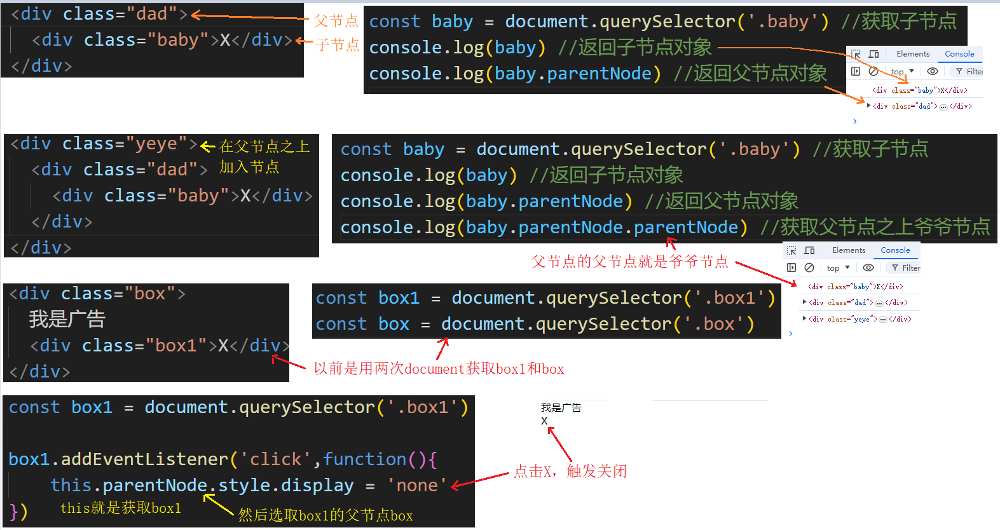 <div class="dad">
父节点
<div class="baby">X</div>
子节点
</div>
const baby = document.querySelector('.baby') //获取子节点
console.log(baby) //返回子节点对象
console.log(baby.parentNode) //返回父节点对象
Elements Console
top Filter
<div class="baby">X</div>
<div class="dad">…</div>
<div class="yeye">
在父节点之上
加入节点
<div class="dad">
<div class="baby">X</div>
</div>
</div>
const baby = document.querySelector('.baby') //获取子节点
console.log(baby) //返回子节点对象
console.log(baby.parentNode) //返回父节点对象
console.log(baby.parentNode.parentNode) //获取父节点之上爷爷节点
父节点的父节点就是爷爷节点
Elements Console
top Filter
<div class="baby">X</div>
<div class="dad">…</div>
<div class="yeye">…</div>
<div class="box">
我是广告
<div class="box1">X</div>
</div>
const box1 = document.querySelector('.box1')
const box = document.querySelector('.box')
以前是用两次document获取box1和box
const box1 = document.querySelector('.box1')
box1.addEventListener('click',function(){
this.parentNode.style.display = 'none'
})
this就是获取box1
然后选取box1的父节点box
我是广告
X
点击X，触发关闭